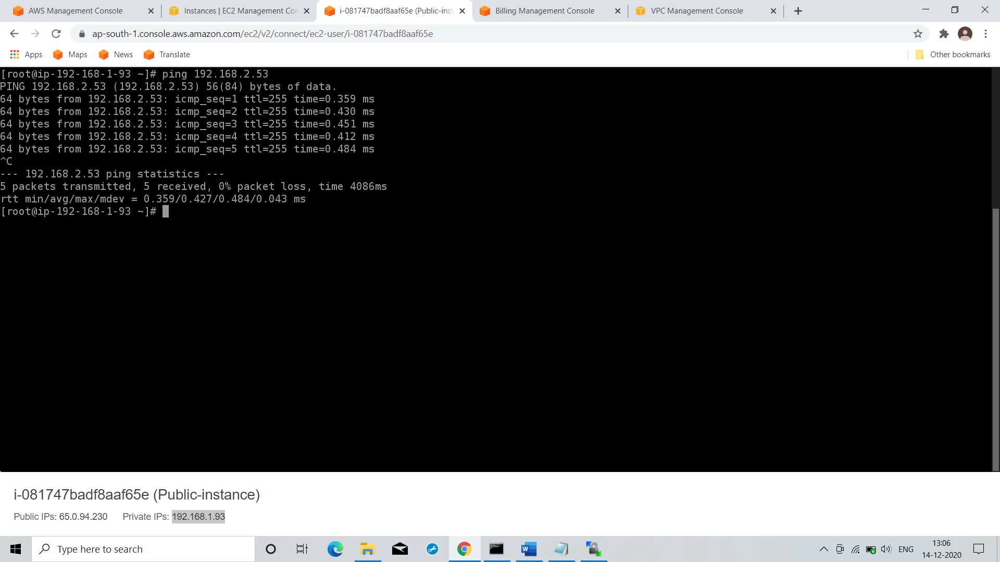 AWS Management Console
Instances | EC2 Management Con
i-081747badf8aaf65e (Public-inst
Billing Management Console
VPC Management Console
ap-south-1.console.aws.amazon.com/ec2/v2/connect/ec2-user/i-081747badf8aaf65e
Apps
Maps
News
Translate
Other bookmarks
[root@ip-192-168-1-93 ~]# ping 192.168.2.53
PING 192.168.2.53 (192.168.2.53) 56(84) bytes of data.
64 bytes from 192.168.2.53: icmp_seq=1 ttl=255 time=0.359 ms
64 bytes from 192.168.2.53: icmp_seq=2 ttl=255 time=0.430 ms
64 bytes from 192.168.2.53: icmp_seq=3 ttl=255 time=0.451 ms
64 bytes from 192.168.2.53: icmp_seq=4 ttl=255 time=0.412 ms
64 bytes from 192.168.2.53: icmp_seq=5 ttl=255 time=0.484 ms
^C
--- 192.168.2.53 ping statistics ---
5 packets transmitted, 5 received, 0% packet loss, time 4086ms
rtt min/avg/max/mdev = 0.359/0.427/0.484/0.043 ms
[root@ip-192-168-1-93 ~]#
i-081747badf8aaf65e (Public-instance)
Public IPs: 65.0.94.230 Private IPs: 192.168.1.93
Type here to search
ENG
13:06
14-12-2020